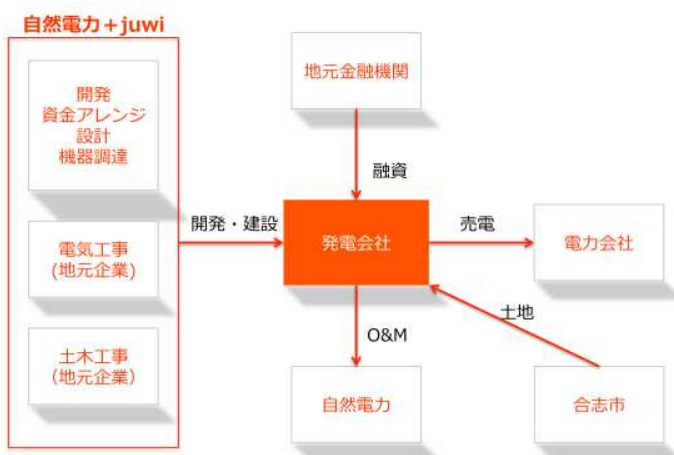 自然電力+juwi
開発
資金アレンジ
設計
機器調達
電気工事
(地元企業)
土木工事
(地元企業)
開発・建設
地元金融機関
融資
発電会社
売電
電力会社
土地
O&M
自然電力
合志市